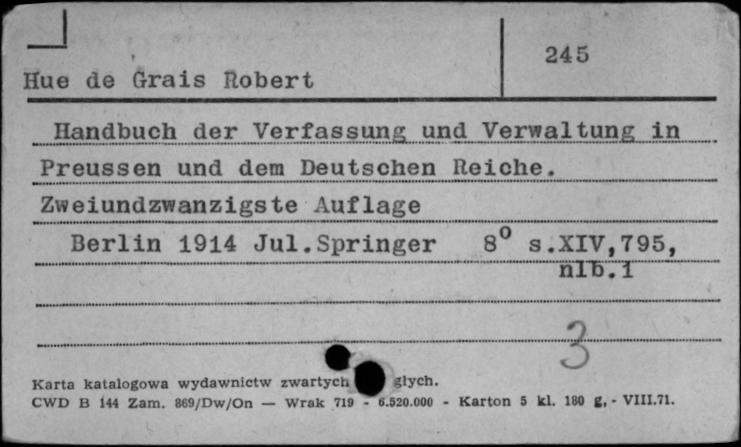 245
Hue de Grais Robert
Handbuch der Verfassung und Verwaltung in
Preussen und dem Deutschen Reiche.
Zweiundzwanzigste Auflage
Berlin 1914 Jul.Springer 8⁰ s.XIV,795,
nlb.1
3
Karta katalogowa wydawnictw zwartych głych.
CWD B 144 Zam. 869/Dw/On — Wrak 719 - 6.520.000 - Karton 5 kl. 180 g, - VIII.71.